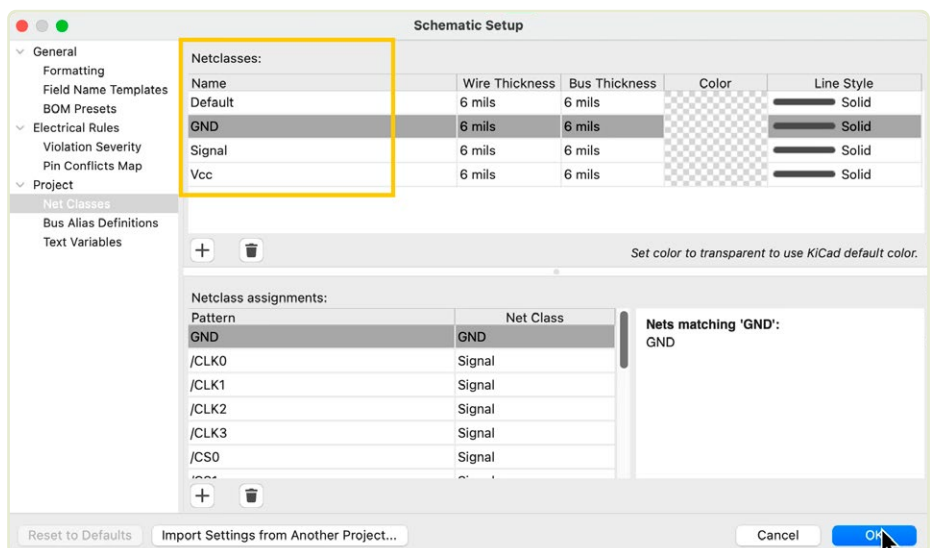 Schematic Setup
General
Formatting
Field Name Templates
BOM Presets
Electrical Rules
Violation Severity
Pin Conflicts Map
Project
Net Classes
Bus Alias Definitions
Text Variables
Netclasses:
Name Wire Thickness Bus Thickness Color Line Style
Default 6 mils 6 mils Solid
GND 6 mils 6 mils Solid
Signal 6 mils 6 mils Solid
Vcc 6 mils 6 mils Solid
Set color to transparent to use KiCad default color.
Netclass assignments:
Pattern Net Class
GND GND
/CLK0 Signal
/CLK1 Signal
/CLK2 Signal
/CLK3 Signal
/CS0 Signal
Nets matching 'GND':
GND
Reset to Defaults Import Settings from Another Project... Cancel OK